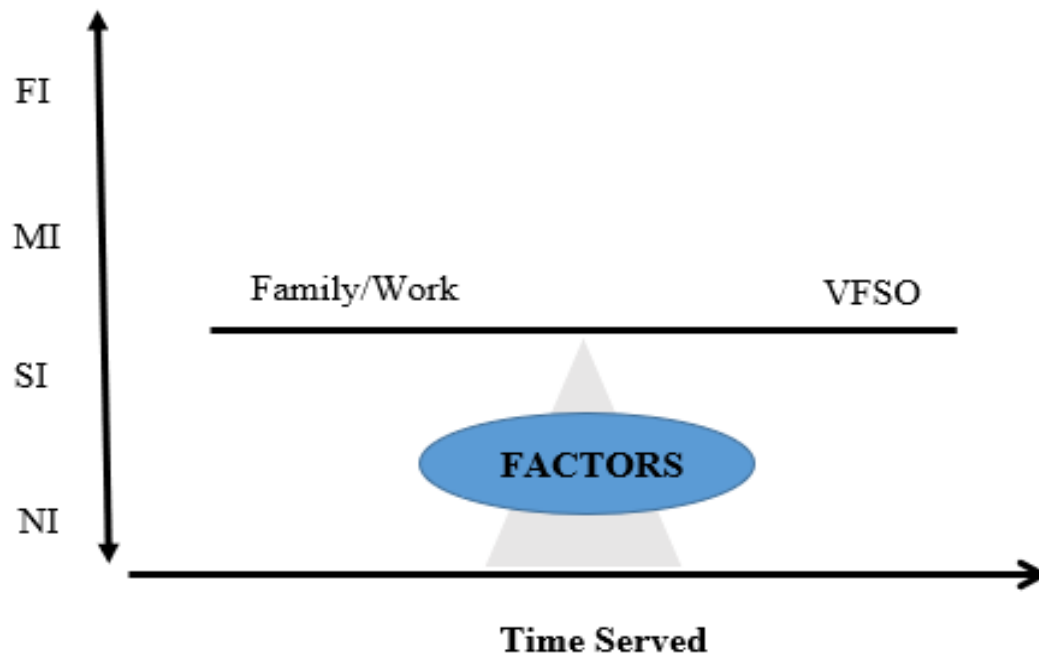 FI
MI
Family/Work
VFSO
SI
FACTORS
NI
Time Served